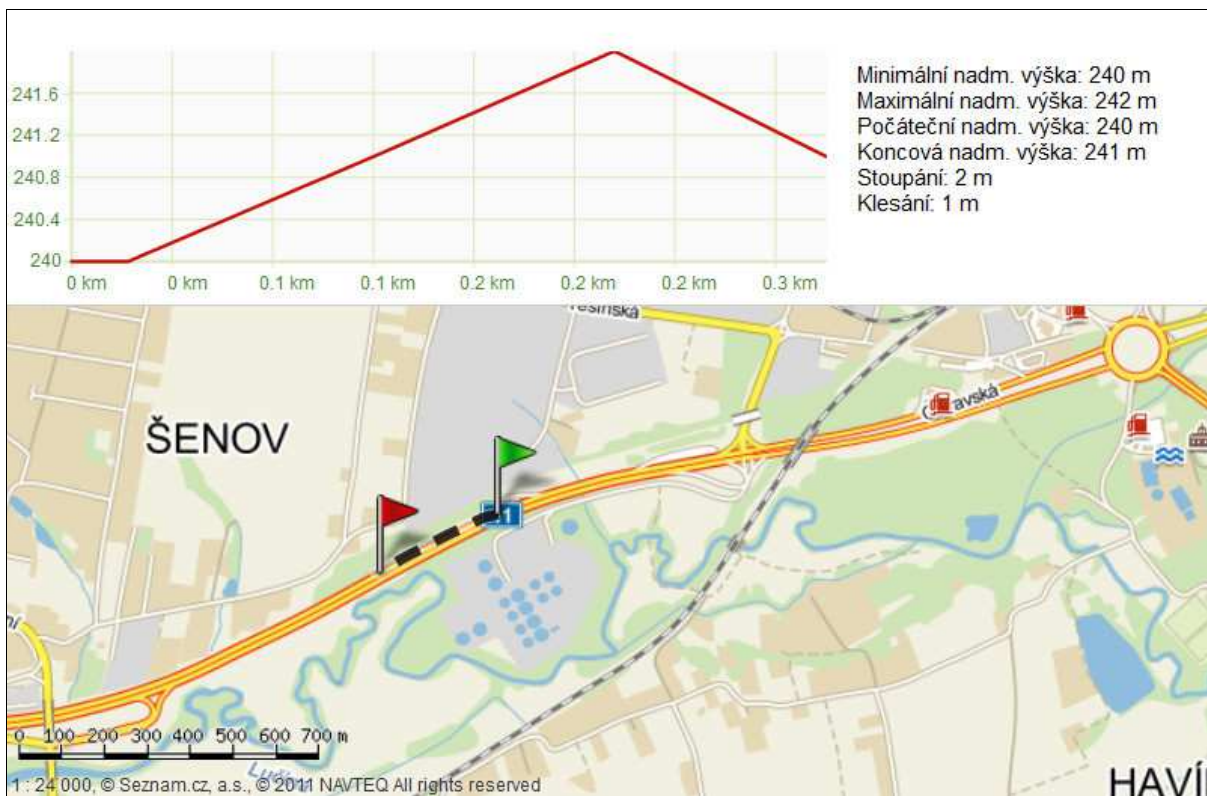 241.6
241.2
240.8
240.4
240
0 km 0 km 0.1 km 0.1 km 0.2 km 0.2 km 0.2 km 0.3 km
Minimální nadm. výška: 240 m
Maximální nadm. výška: 242 m
Počáteční nadm. výška: 240 m
Koncová nadm. výška: 241 m
Stoupání: 2 m
Klesání: 1 m
ŠENOV
0 100 200 300 400 500 600 700 m
1 : 24 000, © Seznam.cz, a.s., © 2011 NAVTEQ All rights reserved
HAVÍ